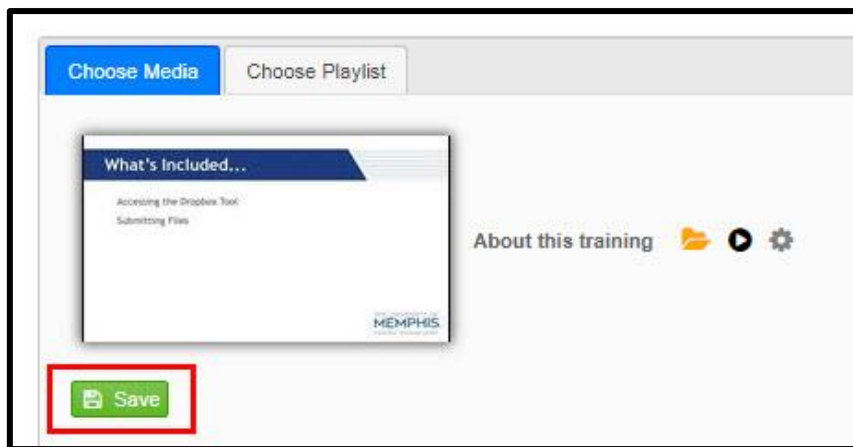 Choose Media
Choose Playlist
What's Included...
Accessing the Dropbox Tool
Submitting Files
About this training
MEMPHIS
Save